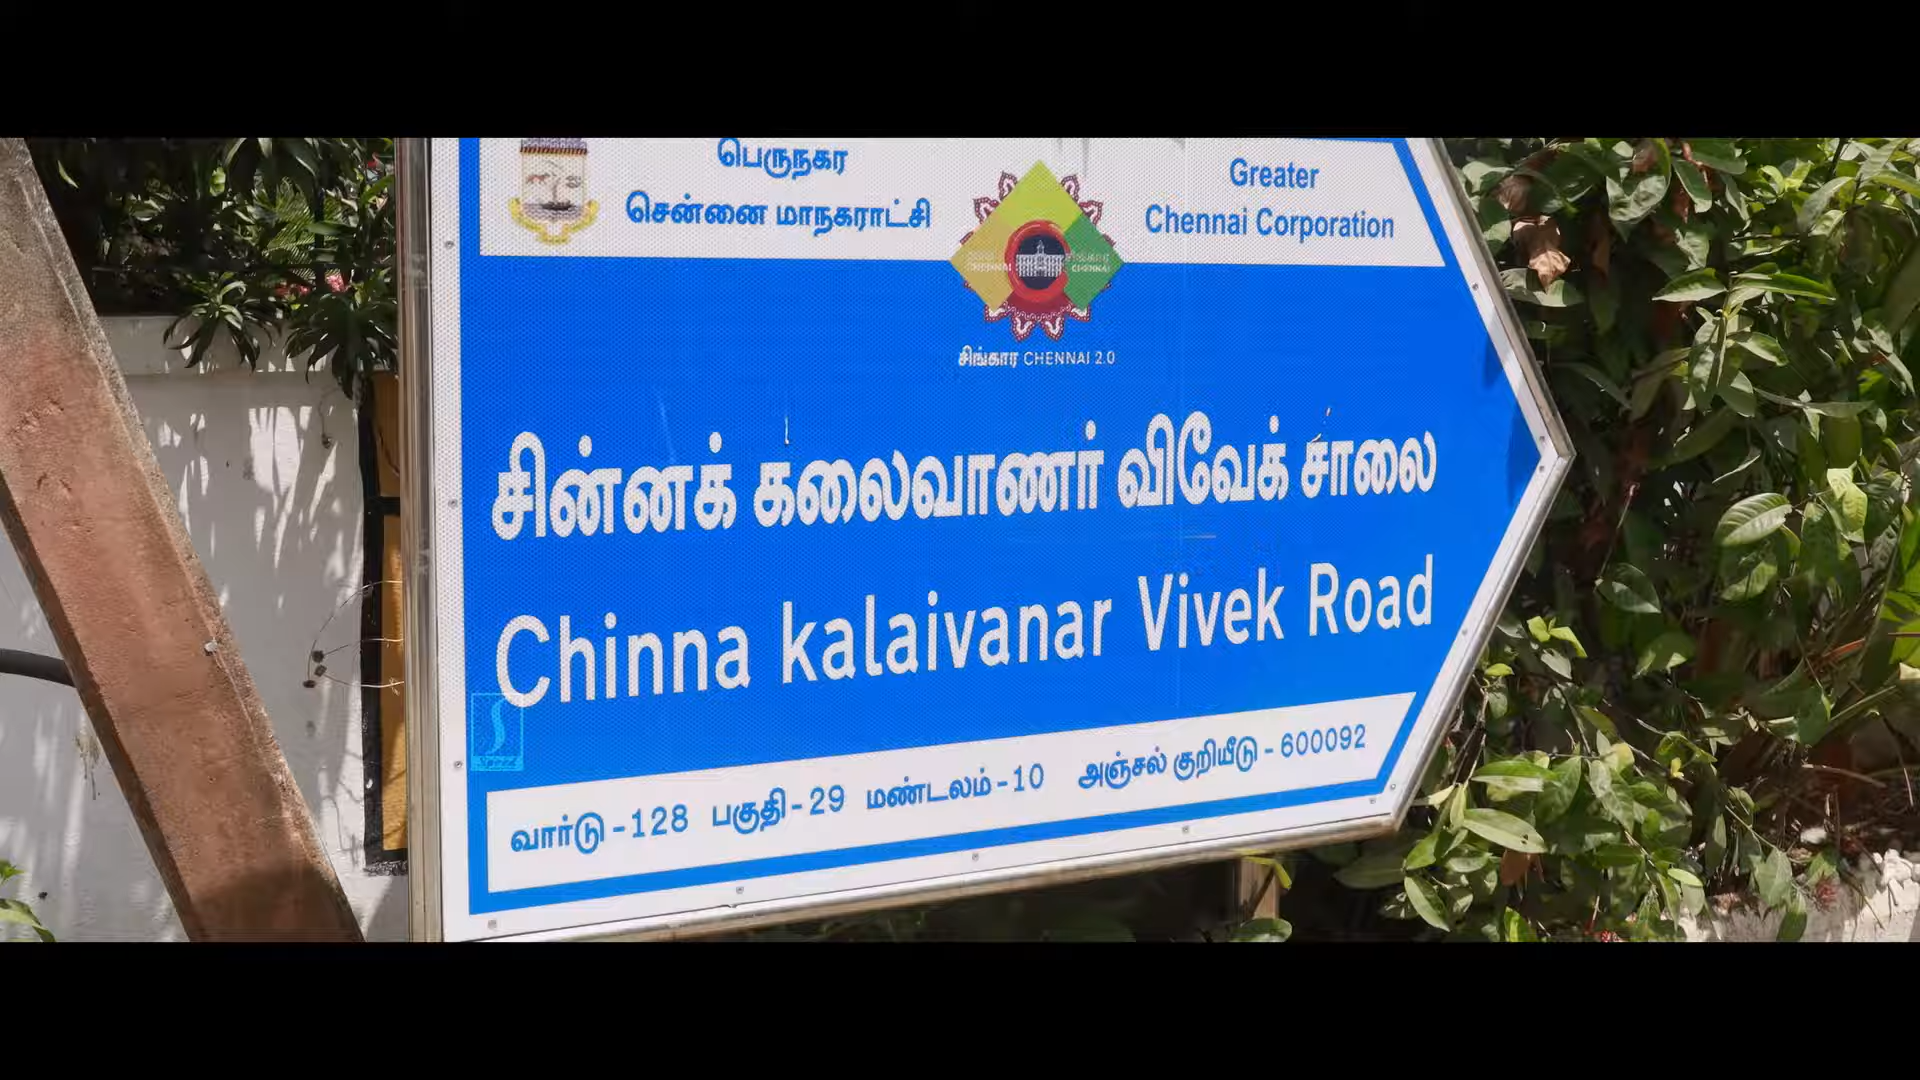 பெருநகர
சென்னை மாநகராட்சி
Greater
Chennai Corporation
சிங்கார CHENNAI 2.0
சின்னக் கலைவாணர் விவேக் சாலை
Chinna kalaivanar Vivek Road
Speed
வார்டு - 128 பகுதி - 29 மண்டலம் - 10 அஞ்சல் குறியீடு - 600092